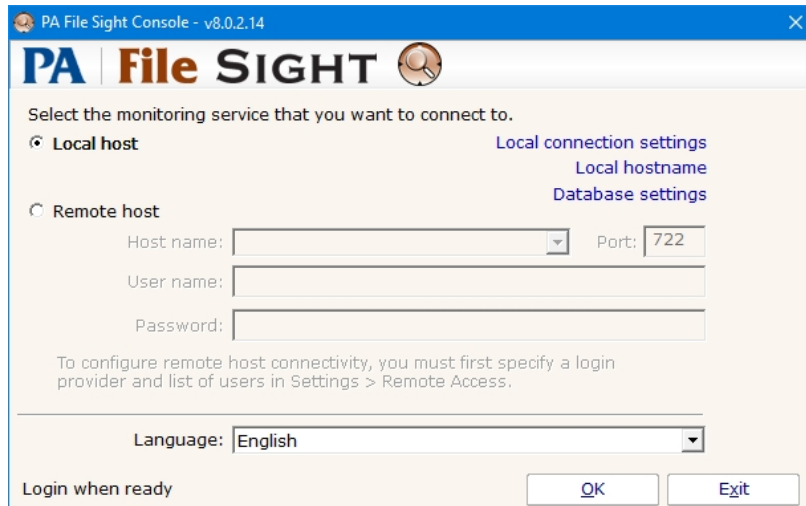 PA File Sight Console - v8.0.2.14
PA File SIGHT
Select the monitoring service that you want to connect to.
Local host
Local connection settings
Local hostname
Database settings
Remote host
Host name:
Port: 722
User name:
Password:
To configure remote host connectivity, you must first specify a login
provider and list of users in Settings > Remote Access.
Language: English
Login when ready
OK
Exit